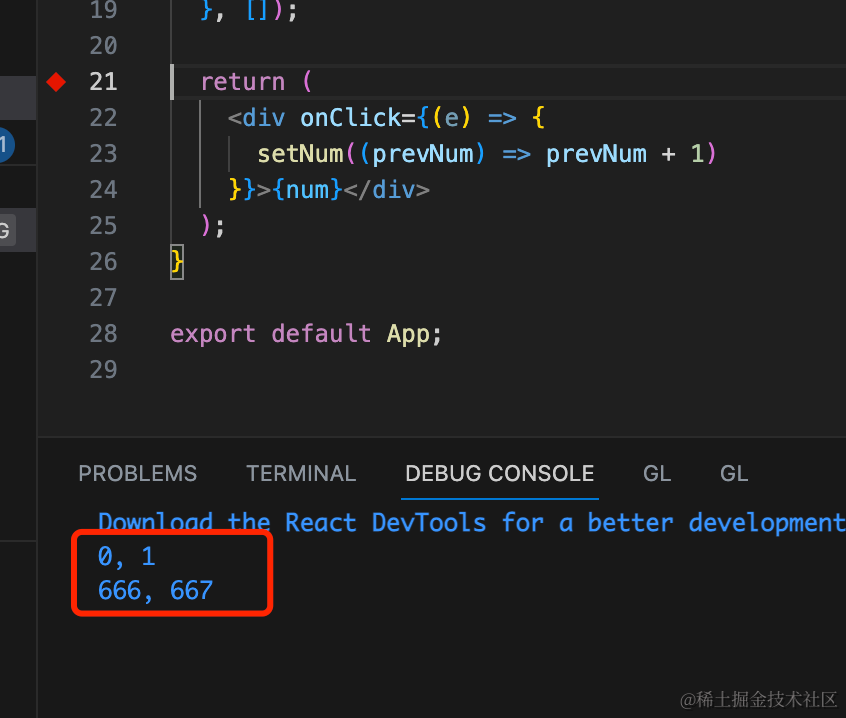 19 }, []);
20
21 return (
22 <div onClick={(e) => {
23 setNum((prevNum) => prevNum + 1)
24 }}>{num}</div>
25 );
26 }
27
28 export default App;
29
1
G
PROBLEMS TERMINAL DEBUG CONSOLE GL GL
Download the React DevTools for a better development
0, 1
666, 667
@稀土掘金技术社区